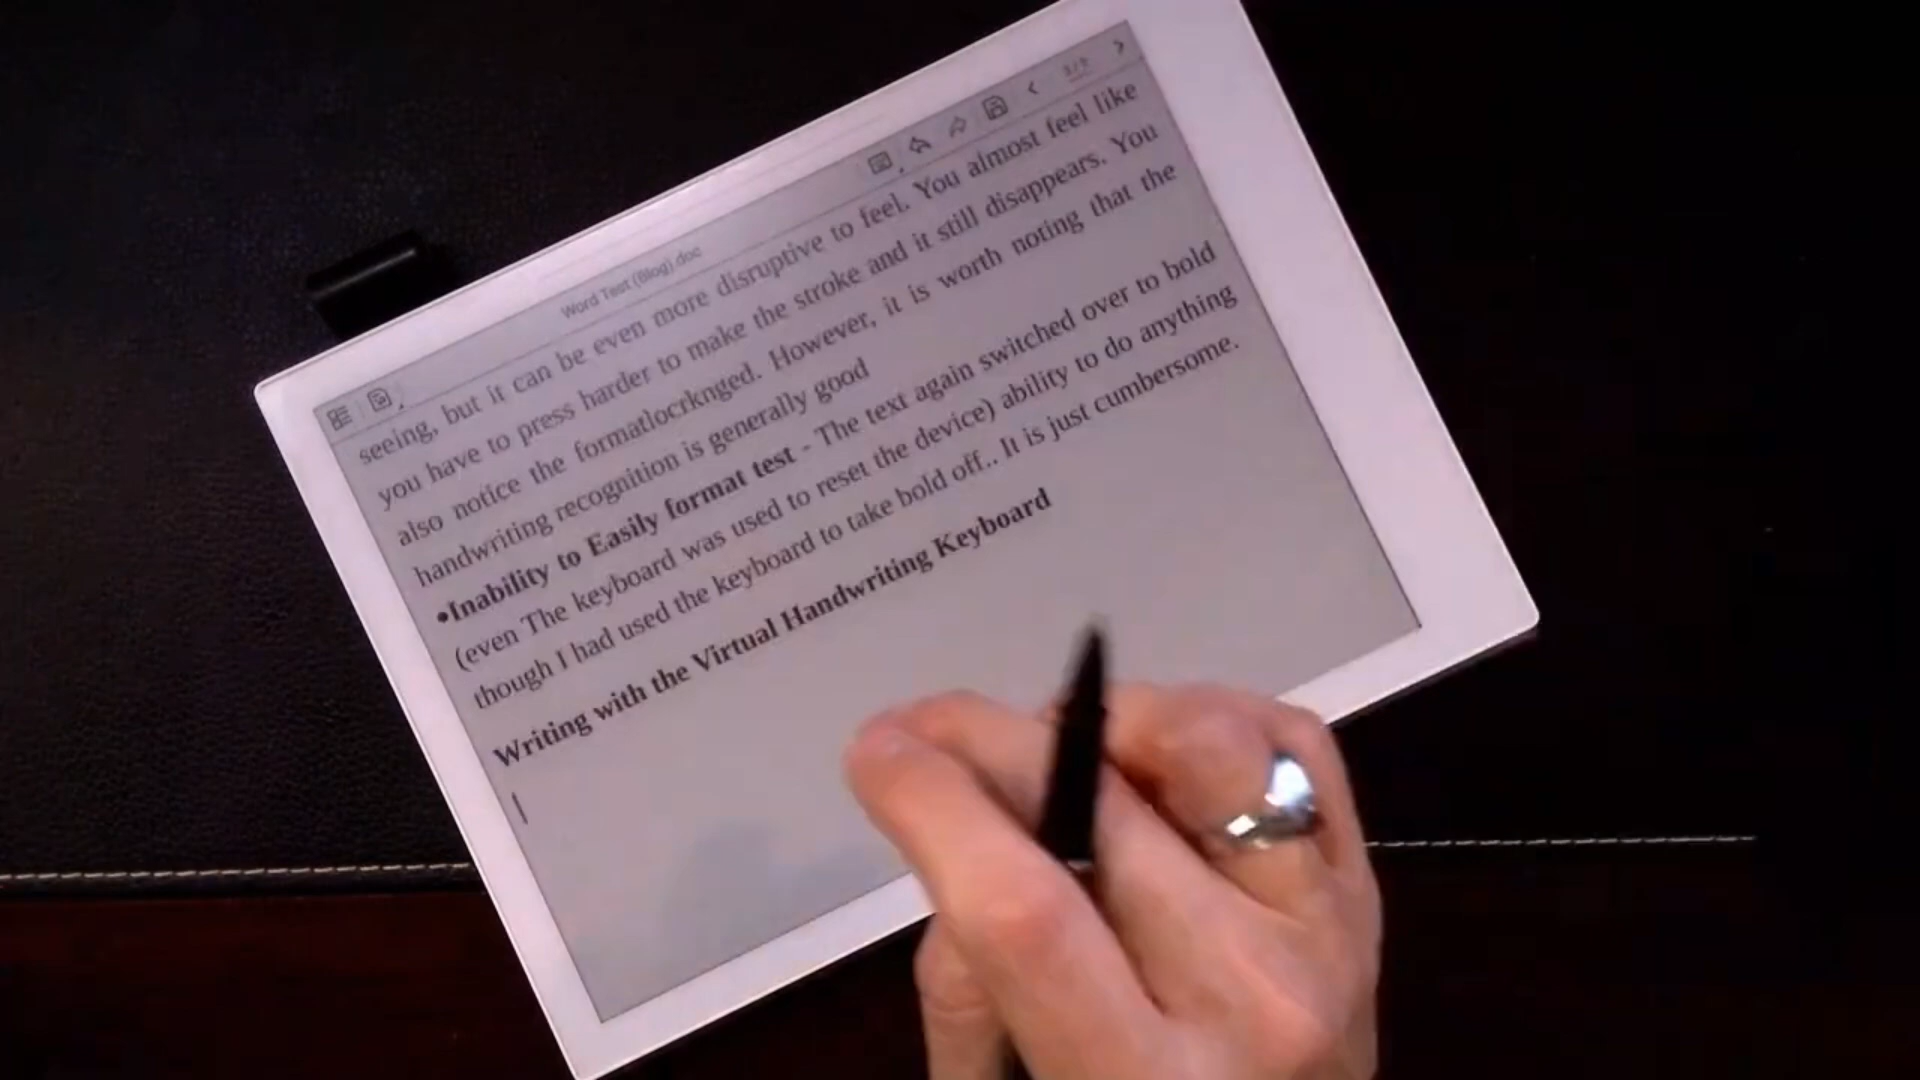 Word Test (Blog).doc
seeing, but it can be even more disruptive to feel. You almost feel like
you have to press harder to make the stroke and it still disappears. You
also notice the formatlocrknged. However, it is worth noting that the
handwriting recognition is generally good
•Inability to Easily format test - The text again switched over to bold
(even The keyboard was used to reset the device) ability to do anything
though I had used the keyboard to take bold off.. It is just cumbersome.
Writing with the Virtual Handwriting Keyboard